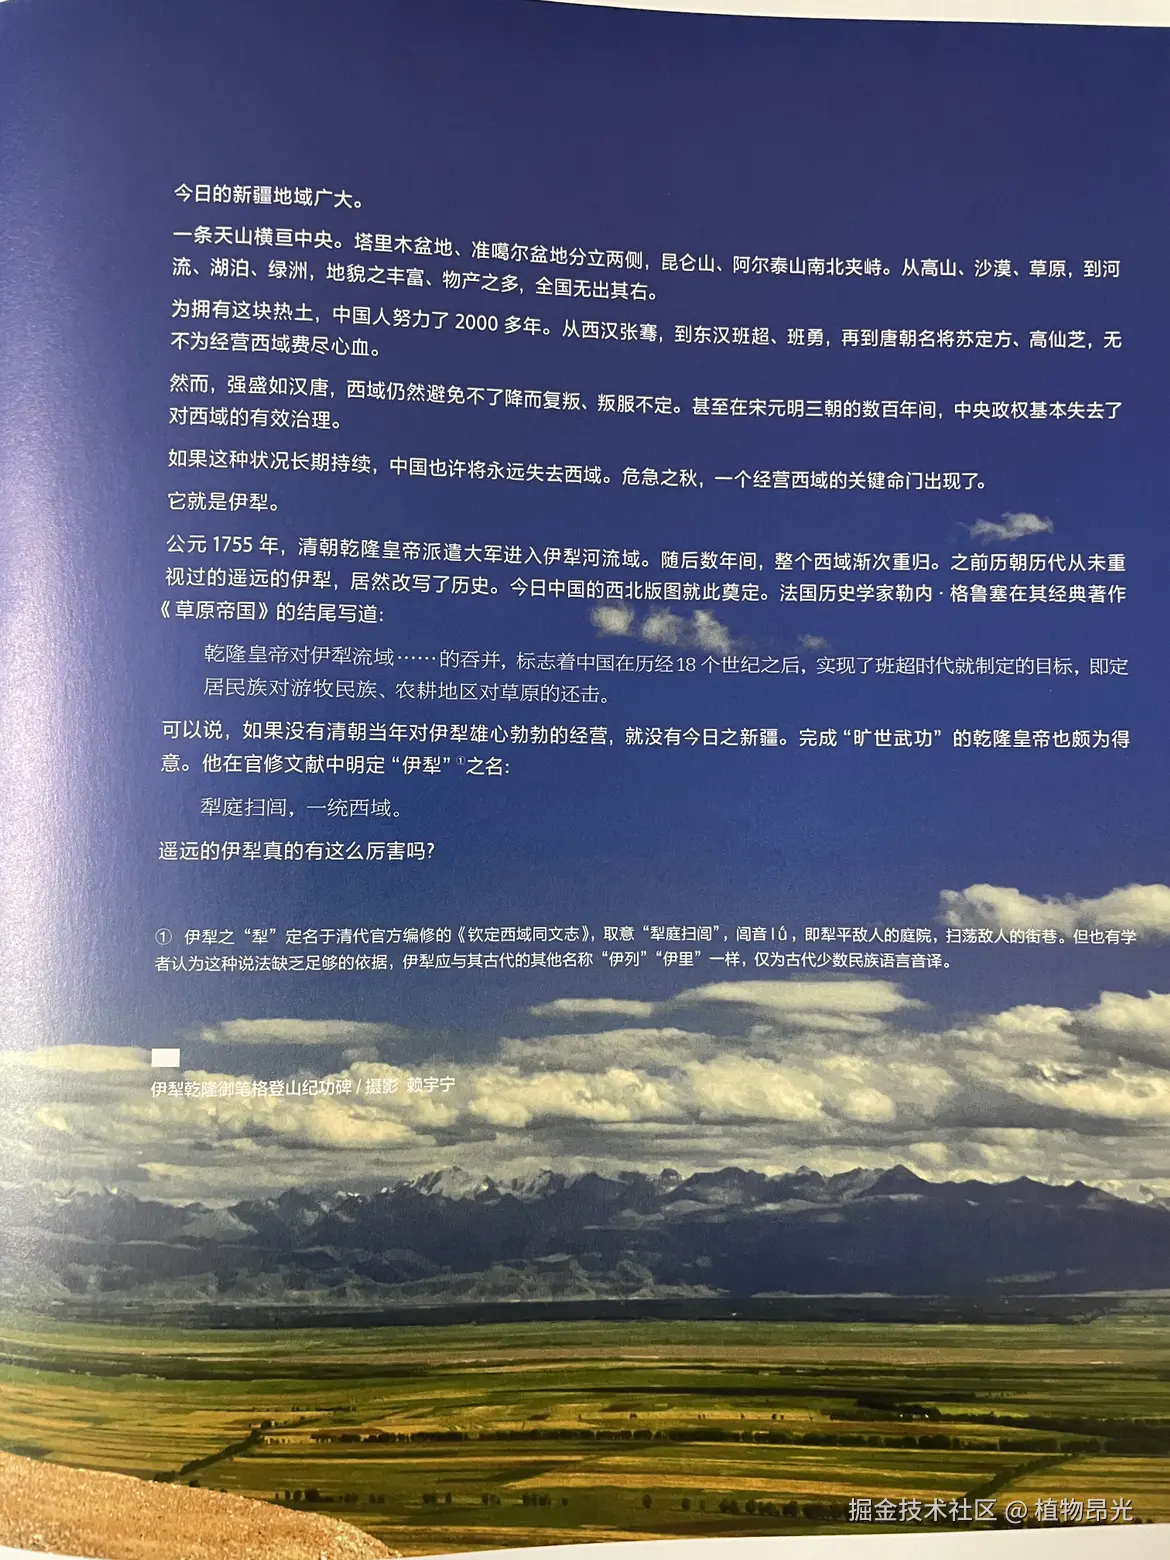 今日的新疆地域广大。
一条天山横亘中央。塔里木盆地、准噶尔盆地分立两侧，昆仑山、阿尔泰山南北夹峙。从高山、沙漠、草原，到河
流、湖泊、绿洲，地貌之丰富、物产之多，全国无出其右。
为拥有这块热土，中国人努力了 2000 多年。从西汉张骞，到东汉班超、班勇，再到唐朝名将苏定方、高仙芝，无
不为经营西域费尽心血。
然而，强盛如汉唐，西域仍然避免不了降而复叛、叛服不定。甚至在宋元明三朝的数百年间，中央政权基本失去了
对西域的有效治理。
如果这种状况长期持续，中国也许将永远失去西域。危急之秋，一个经营西域的关键命门出现了。
它就是伊犁。
公元 1755 年，清朝乾隆皇帝派遣大军进入伊犁河流域。随后数年间，整个西域渐次重归。之前历朝历代从未重
视过的遥远的伊犁，居然改写了历史。今日中国的西北版图就此奠定。法国历史学家勒内·格鲁塞在其经典著作
《草原帝国》的结尾写道：
乾隆皇帝对伊犁流域……的吞并，标志着中国在历经 18 个世纪之后，实现了班超时代就制定的目标，即定
居民族对游牧民族、农耕地区对草原的还击。
可以说，如果没有清朝当年对伊犁雄心勃勃的经营，就没有今日之新疆。完成“旷世武功”的乾隆皇帝也颇为得
意。他在官修文献中明定“伊犁”①之名：
犁庭扫闾，一统西域。
遥远的伊犁真的有这么厉害吗？
① 伊犁之“犁”定名于清代官方编修的《钦定西域同文志》，取意“犁庭扫闾”，闾音 lǘ，即犁平敌人的庭院，扫荡敌人的街巷。但也有学
者认为这种说法缺乏足够的依据，伊犁应与其古代的其他名称“伊列”“伊里”一样，仅为古代少数民族语言音译。
伊犁乾隆御笔格登山纪功碑 / 摄影 赖宇宁
掘金技术社区 @ 植物昂光